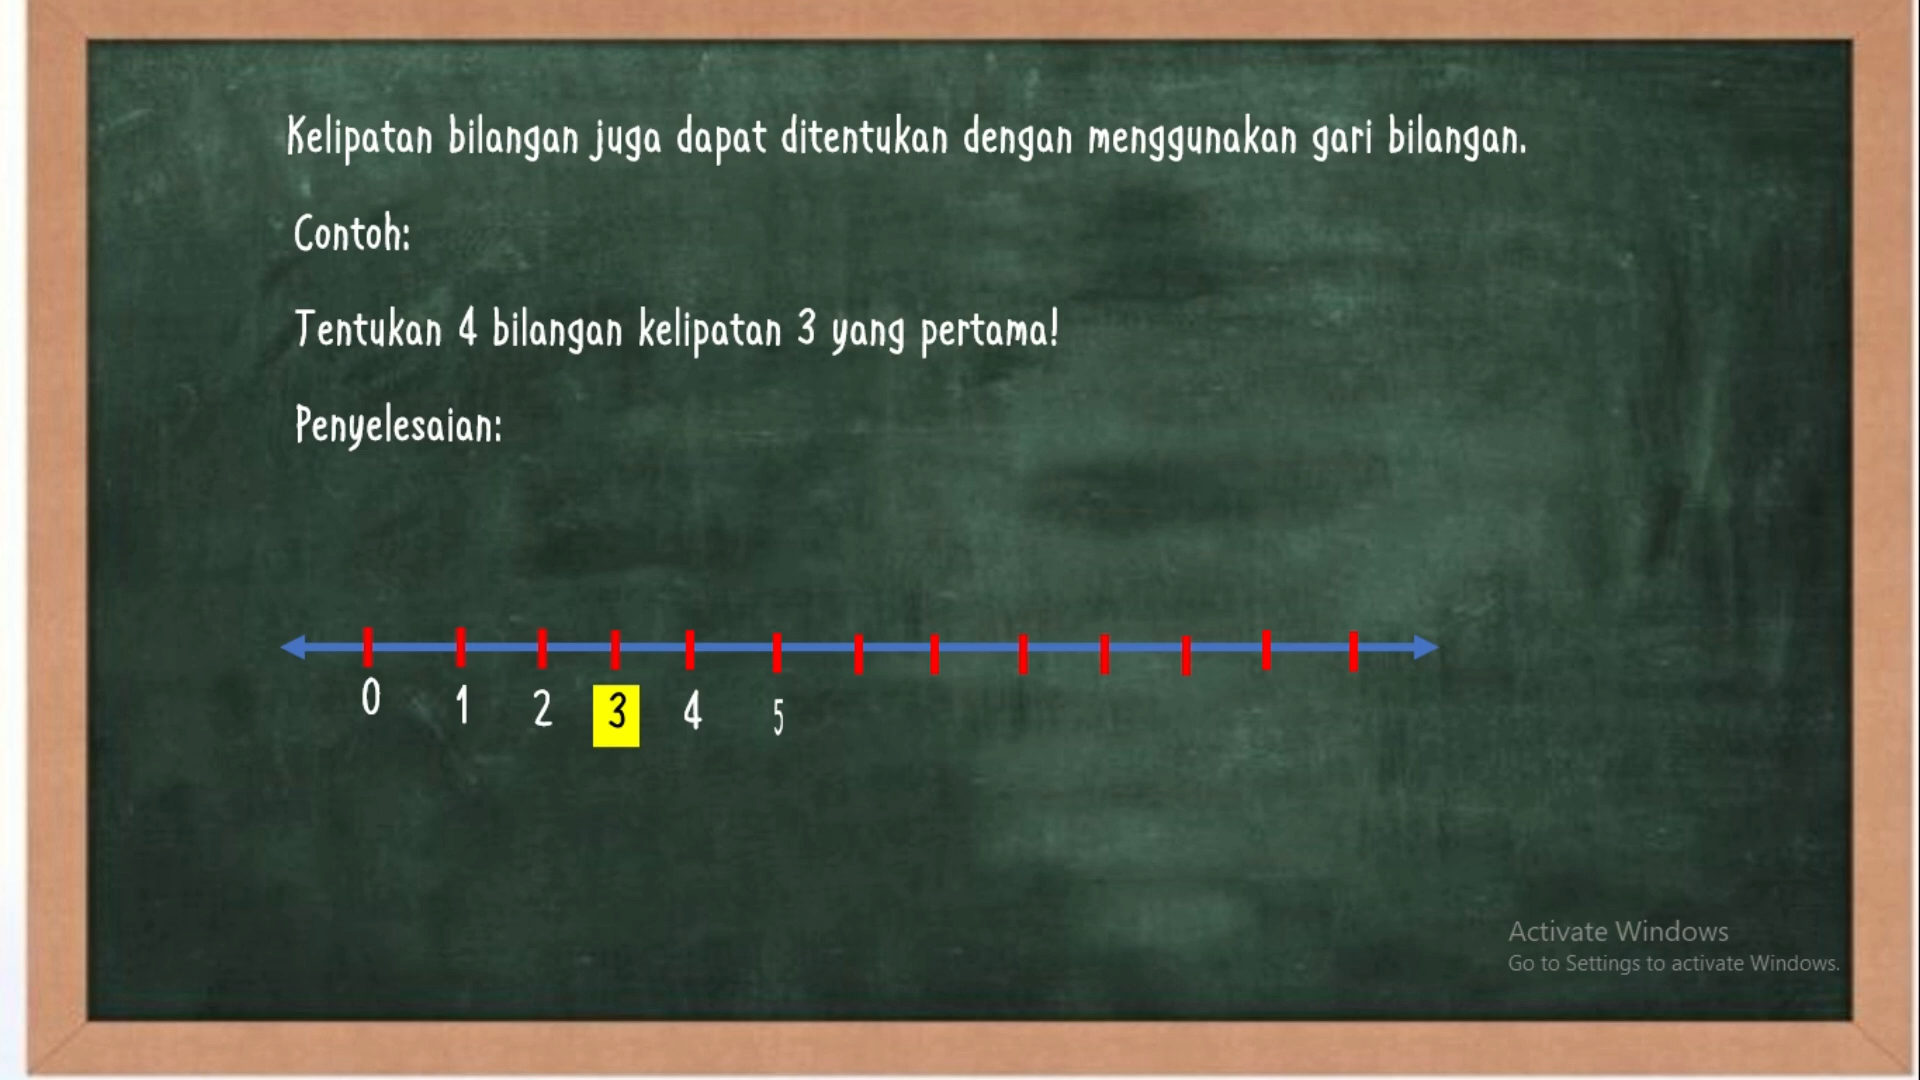 Kelipatan bilangan juga dapat ditentukan dengan menggunakan gari bilangan.
Contoh:
Tentukan 4 bilangan kelipatan 3 yang pertama!
Penyelesaian:
0 1 2 3 4 5
Activate Windows
Go to Settings to activate Windows.